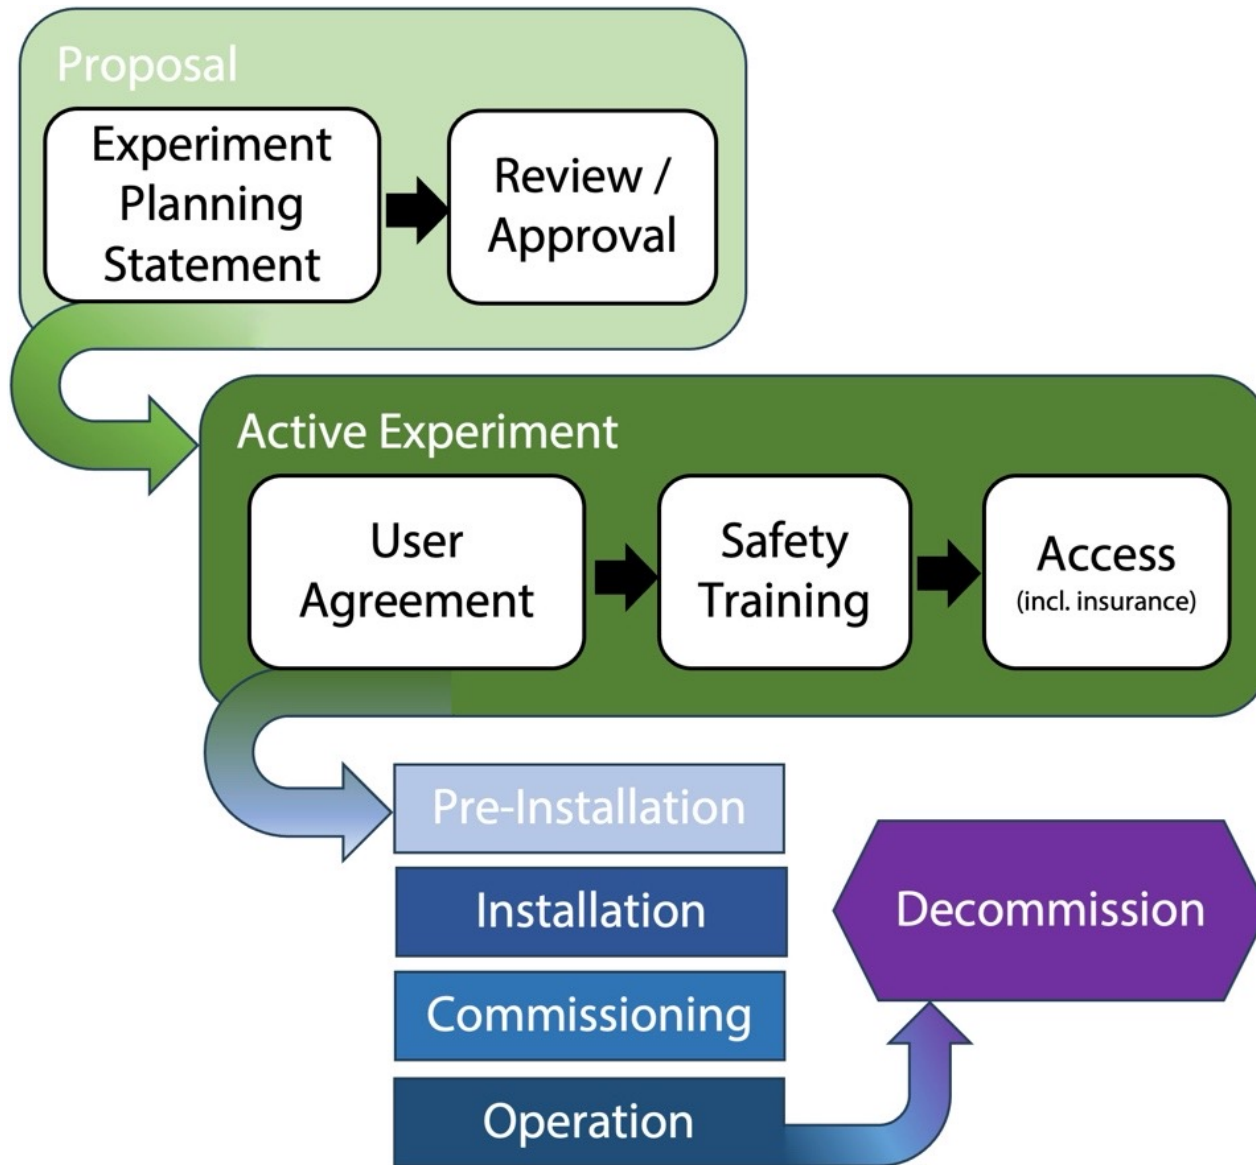 Proposal
Experiment
Planning
Statement
Review /
Approval
Active Experiment
User
Agreement
Safety
Training
Access
(incl. insurance)
Pre-Installation
Installation
Commissioning
Operation
Decommission